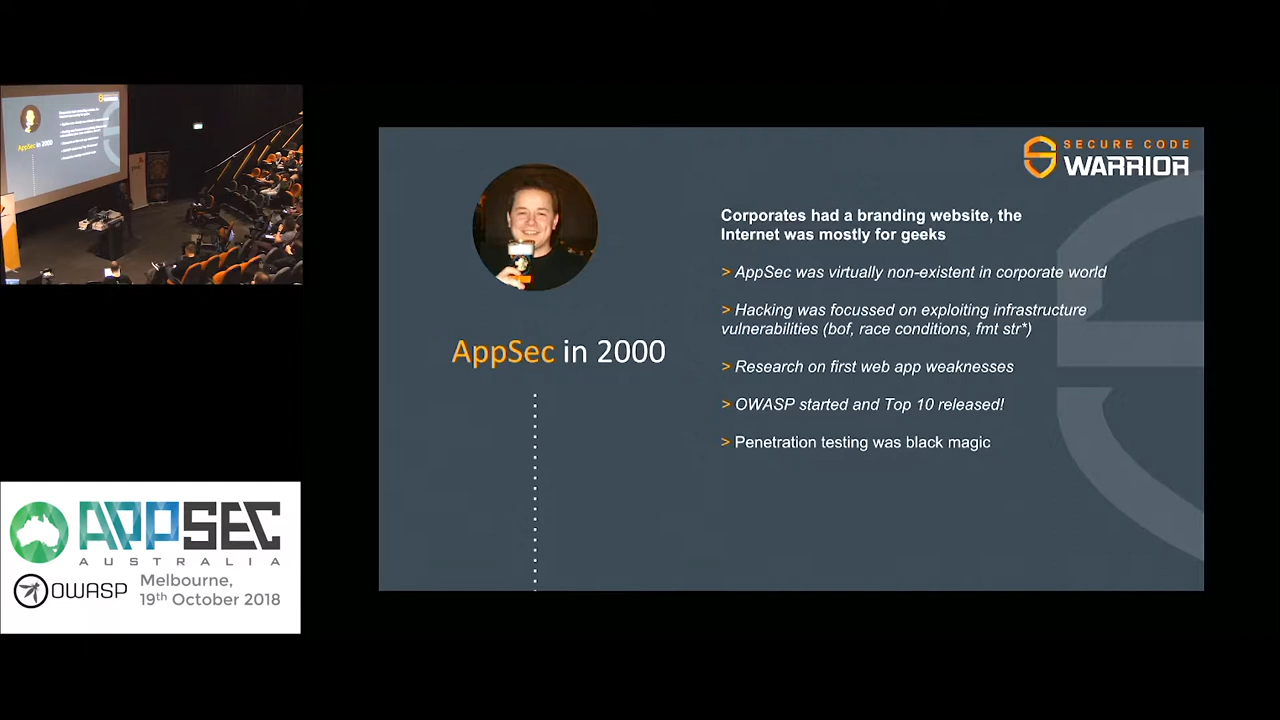 SECURE CODE
WARRIOR
Corporates had a branding website, the
Internet was mostly for geeks
> AppSec was virtually non-existent in corporate world
> Hacking was focussed on exploiting infrastructure
vulnerabilities (bof, race conditions, fmt str*)
> Research on first web app weaknesses
> OWASP started and Top 10 released!
> Penetration testing was black magic
AppSec in 2000
AppSec in 2000
APPSEC
AUSTRALIA
OWASP
Melbourne,
19th October 2018